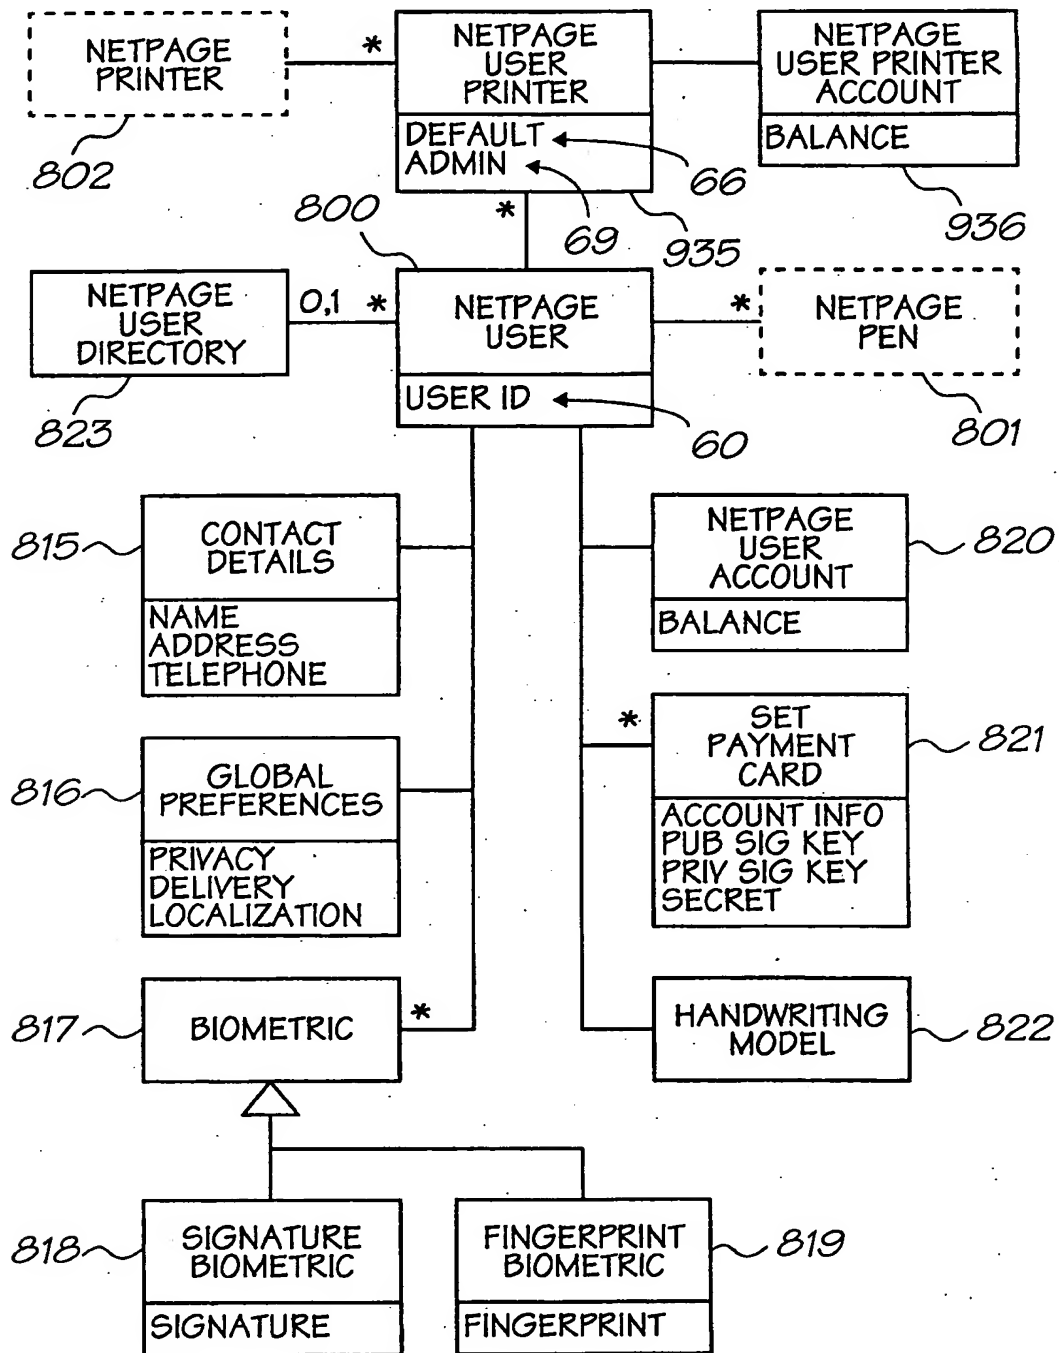 NETPAGE
PRINTER
802
*
NETPAGE
USER
PRINTER
DEFAULT
ADMIN
66
69
935
NETPAGE
USER PRINTER
ACCOUNT
BALANCE
936
*
800
NETPAGE
USER
DIRECTORY
823
0,1 *
NETPAGE
USER
USER ID
60
*
NETPAGE
PEN
801
815
CONTACT
DETAILS
NAME
ADDRESS
TELEPHONE
NETPAGE
USER
ACCOUNT
BALANCE
820
816
GLOBAL
PREFERENCES
PRIVACY
DELIVERY
LOCALIZATION
*
SET
PAYMENT
CARD
ACCOUNT INFO
PUB SIG KEY
PRIV SIG KEY
SECRET
821
817
BIOMETRIC
*
HANDWRITING
MODEL
822
818
SIGNATURE
BIOMETRIC
SIGNATURE
FINGERPRINT
BIOMETRIC
FINGERPRINT
819